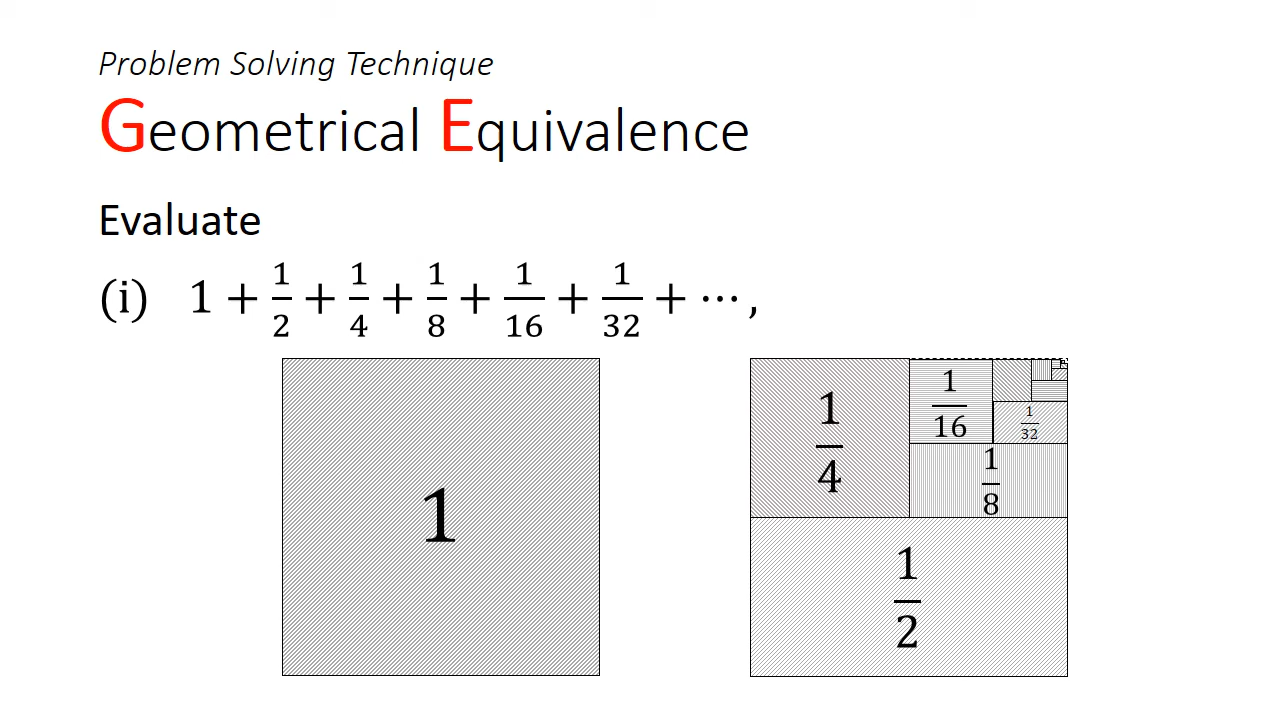 Problem Solving Technique
Geometrical Equivalence
Evaluate
(i) 1 + 1/2 + 1/4 + 1/8 + 1/16 + 1/32 + ⋯ ,
1
1/4
1/16
1/32
1/8
1/2